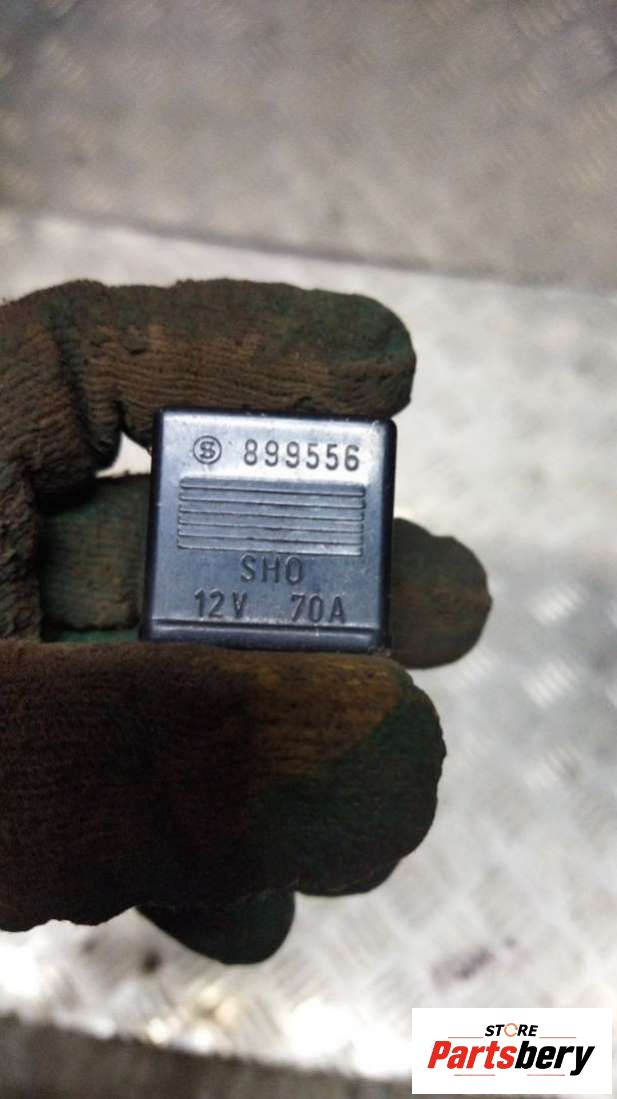 S 899556
SHO
12V 70A
STORE
Partsbery